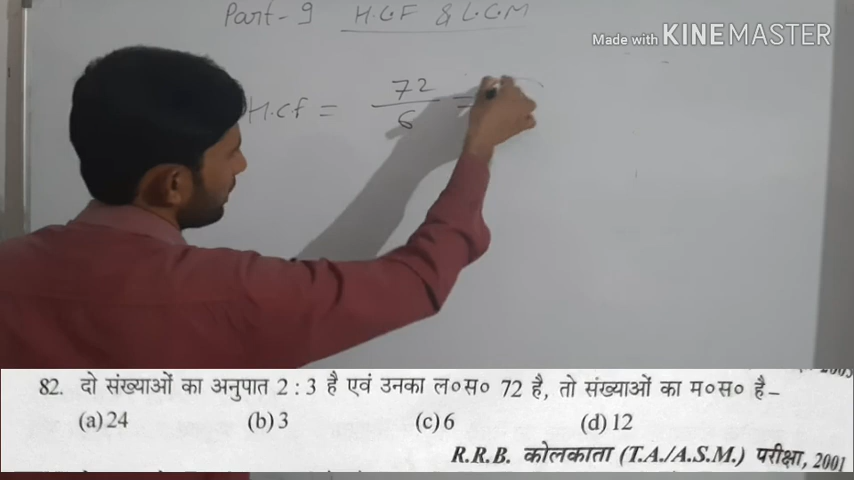 Part-9 H.C.F & L.C.M
Made with KINEMASTER
H.C.f = 72/6 =
82. दो संख्याओं का अनुपात 2 : 3 है एवं उनका ल०स० 72 है, तो संख्याओं का म०स० है–
(a) 24 (b) 3 (c) 6 (d) 12
R.R.B. कोलकाता (T.A./A.S.M.) परीक्षा, 2001